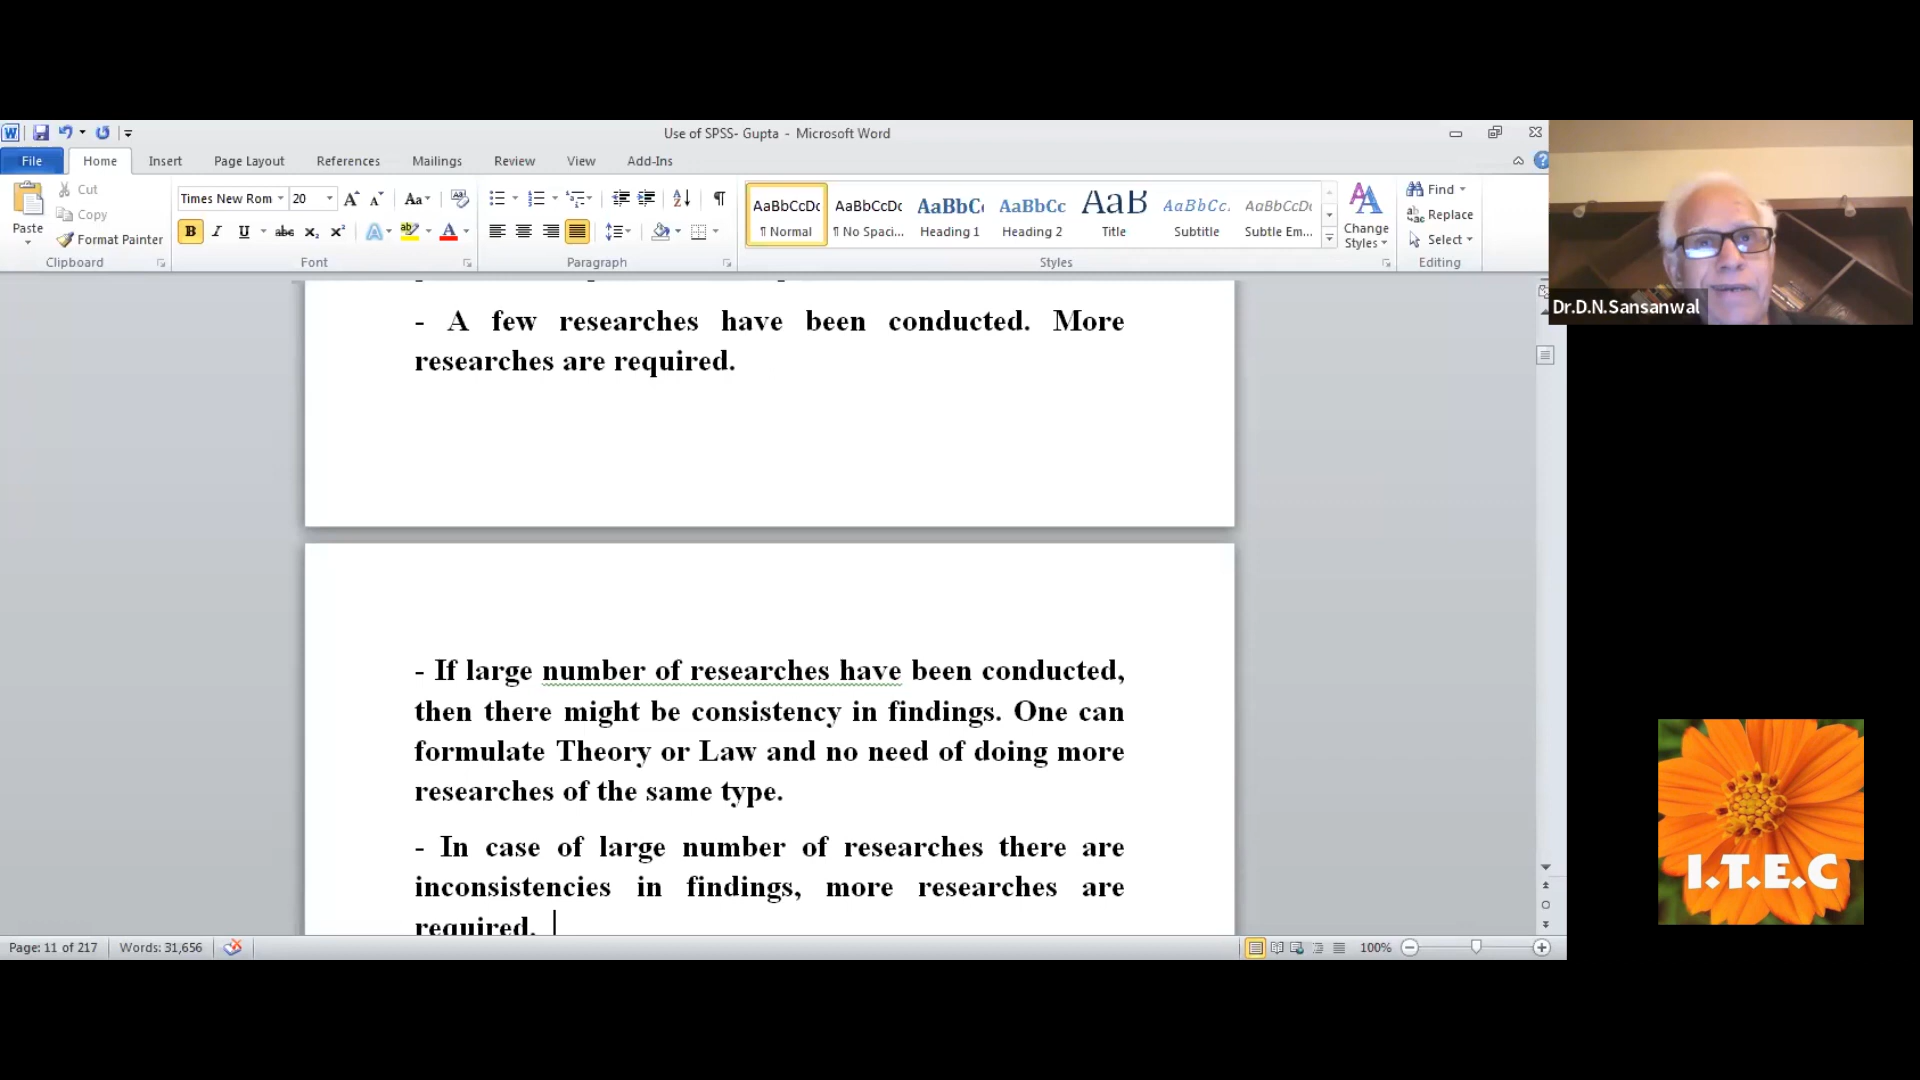 Use of SPSS- Gupta - Microsoft Word
File Home Insert Page Layout References Mailings Review View Add-Ins
Cut
Copy
Format Painter
Paste
Clipboard
Times New Rom 20
Font
Paragraph
AaBbCcDc AaBbCcDc AaBbC AaBbCc AaB AaBbCc. AaBbCcDc
¶ Normal ¶ No Spaci... Heading 1 Heading 2 Title Subtitle Subtle Em...
Styles
Change
Styles
Find
Replace
Select
Editing
Dr.D.N.Sansanwal
- A few researches have been conducted. More
researches are required.
- If large number of researches have been conducted,
then there might be consistency in findings. One can
formulate Theory or Law and no need of doing more
researches of the same type.
- In case of large number of researches there are
inconsistencies in findings, more researches are
required.
I.T.E.C
Page: 11 of 217 Words: 31,656
100%